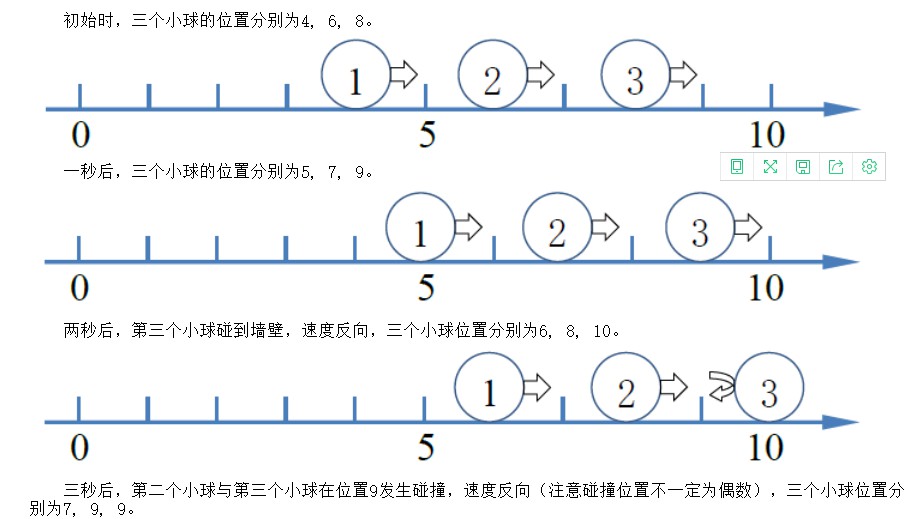 初始时，三个小球的位置分别为4, 6, 8。
1 2 3
0 5 10
一秒后，三个小球的位置分别为5, 7, 9。
1 2 3
0 5 10
两秒后，第三个小球碰到墙壁，速度反向，三个小球位置分别为6, 8, 10。
1 2 3
0 5 10
三秒后，第二个小球与第三个小球在位置9发生碰撞，速度反向（注意碰撞位置不一定为偶数），三个小球位置分
别为7, 9, 9。